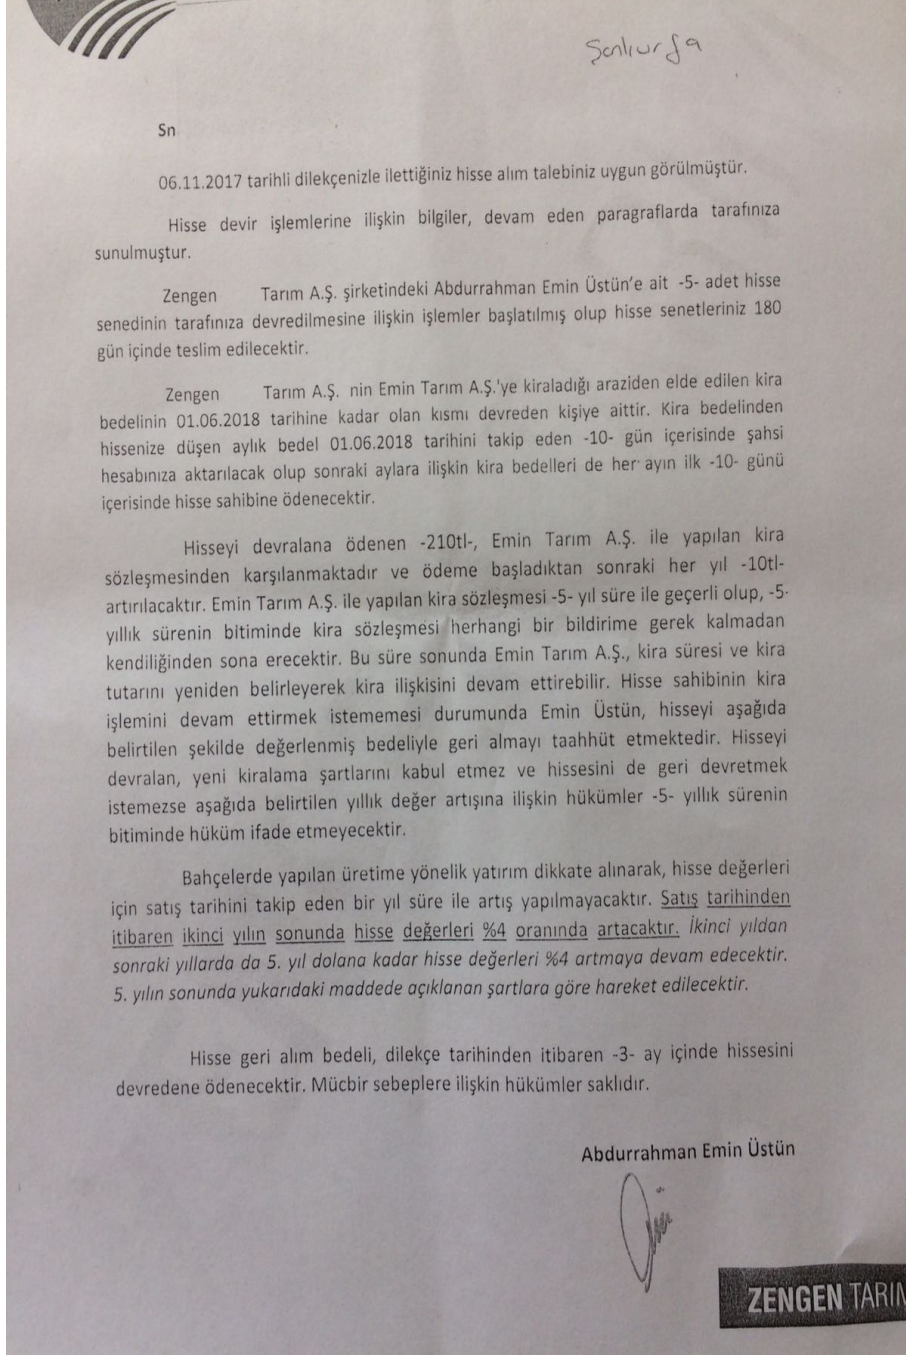 Şanlıurfa
Sn
06.11.2017 tarihli dilekçenizle ilettiğiniz hisse alım talebiniz uygun görülmüştür.
Hisse devir işlemlerine ilişkin bilgiler, devam eden paragraflarda tarafınıza
sunulmuştur.
Zengen Tarım A.Ş. şirketindeki Abdurrahman Emin Üstün’e ait -5- adet hisse
senedinin tarafınıza devredilmesine ilişkin işlemler başlatılmış olup hisse senetleriniz 180
gün içinde teslim edilecektir.
Zengen Tarım A.Ş. nin Emin Tarım A.Ş.'ye kiraladığı araziden elde edilen kira
bedelinin 01.06.2018 tarihine kadar olan kısmı devreden kişiye aittir. Kira bedelinden
hissenize düşen aylık bedel 01.06.2018 tarihini takip eden -10- gün içerisinde şahsi
hesabınıza aktarılacak olup sonraki aylara ilişkin kira bedelleri de her ayın ilk -10- günü
içerisinde hisse sahibine ödenecektir.
Hisseyi devralana ödenen -210tl-, Emin Tarım A.Ş. ile yapılan kira
sözleşmesinden karşılanmaktadır ve ödeme başladıktan sonraki her yıl -10tl-
artırılacaktır. Emin Tarım A.Ş. ile yapılan kira sözleşmesi -5- yıl süre ile geçerli olup, -5-
yıllık sürenin bitiminde kira sözleşmesi herhangi bir bildirime gerek kalmadan
kendiliğinden sona erecektir. Bu süre sonunda Emin Tarım A.Ş., kira süresi ve kira
tutarını yeniden belirleyerek kira ilişkisini devam ettirebilir. Hisse sahibinin kira
işlemini devam ettirmek istememesi durumunda Emin Üstün, hisseyi aşağıda
belirtilen şekilde değerlenmiş bedeliyle geri almayı taahhüt etmektedir. Hisseyi
devralan, yeni kiralama şartlarını kabul etmez ve hissesini de geri devretmek
istemezse aşağıda belirtilen yıllık değer artışına ilişkin hükümler -5- yıllık sürenin
bitiminde hüküm ifade etmeyecektir.
Bahçelerde yapılan üretime yönelik yatırım dikkate alınarak, hisse değerleri
için satış tarihini takip eden bir yıl süre ile artış yapılmayacaktır. Satış tarihinden
itibaren ikinci yılın sonunda hisse değerleri %4 oranında artacaktır. İkinci yıldan
sonraki yıllarda da 5. yıl dolana kadar hisse değerleri %4 artmaya devam edecektir.
5. yılın sonunda yukarıdaki maddede açıklanan şartlara göre hareket edilecektir.
Hisse geri alım bedeli, dilekçe tarihinden itibaren -3- ay içinde hissesini
devredene ödenecektir. Mücbir sebeplere ilişkin hükümler saklıdır.
Abdurrahman Emin Üstün
ZENGEN TARIM